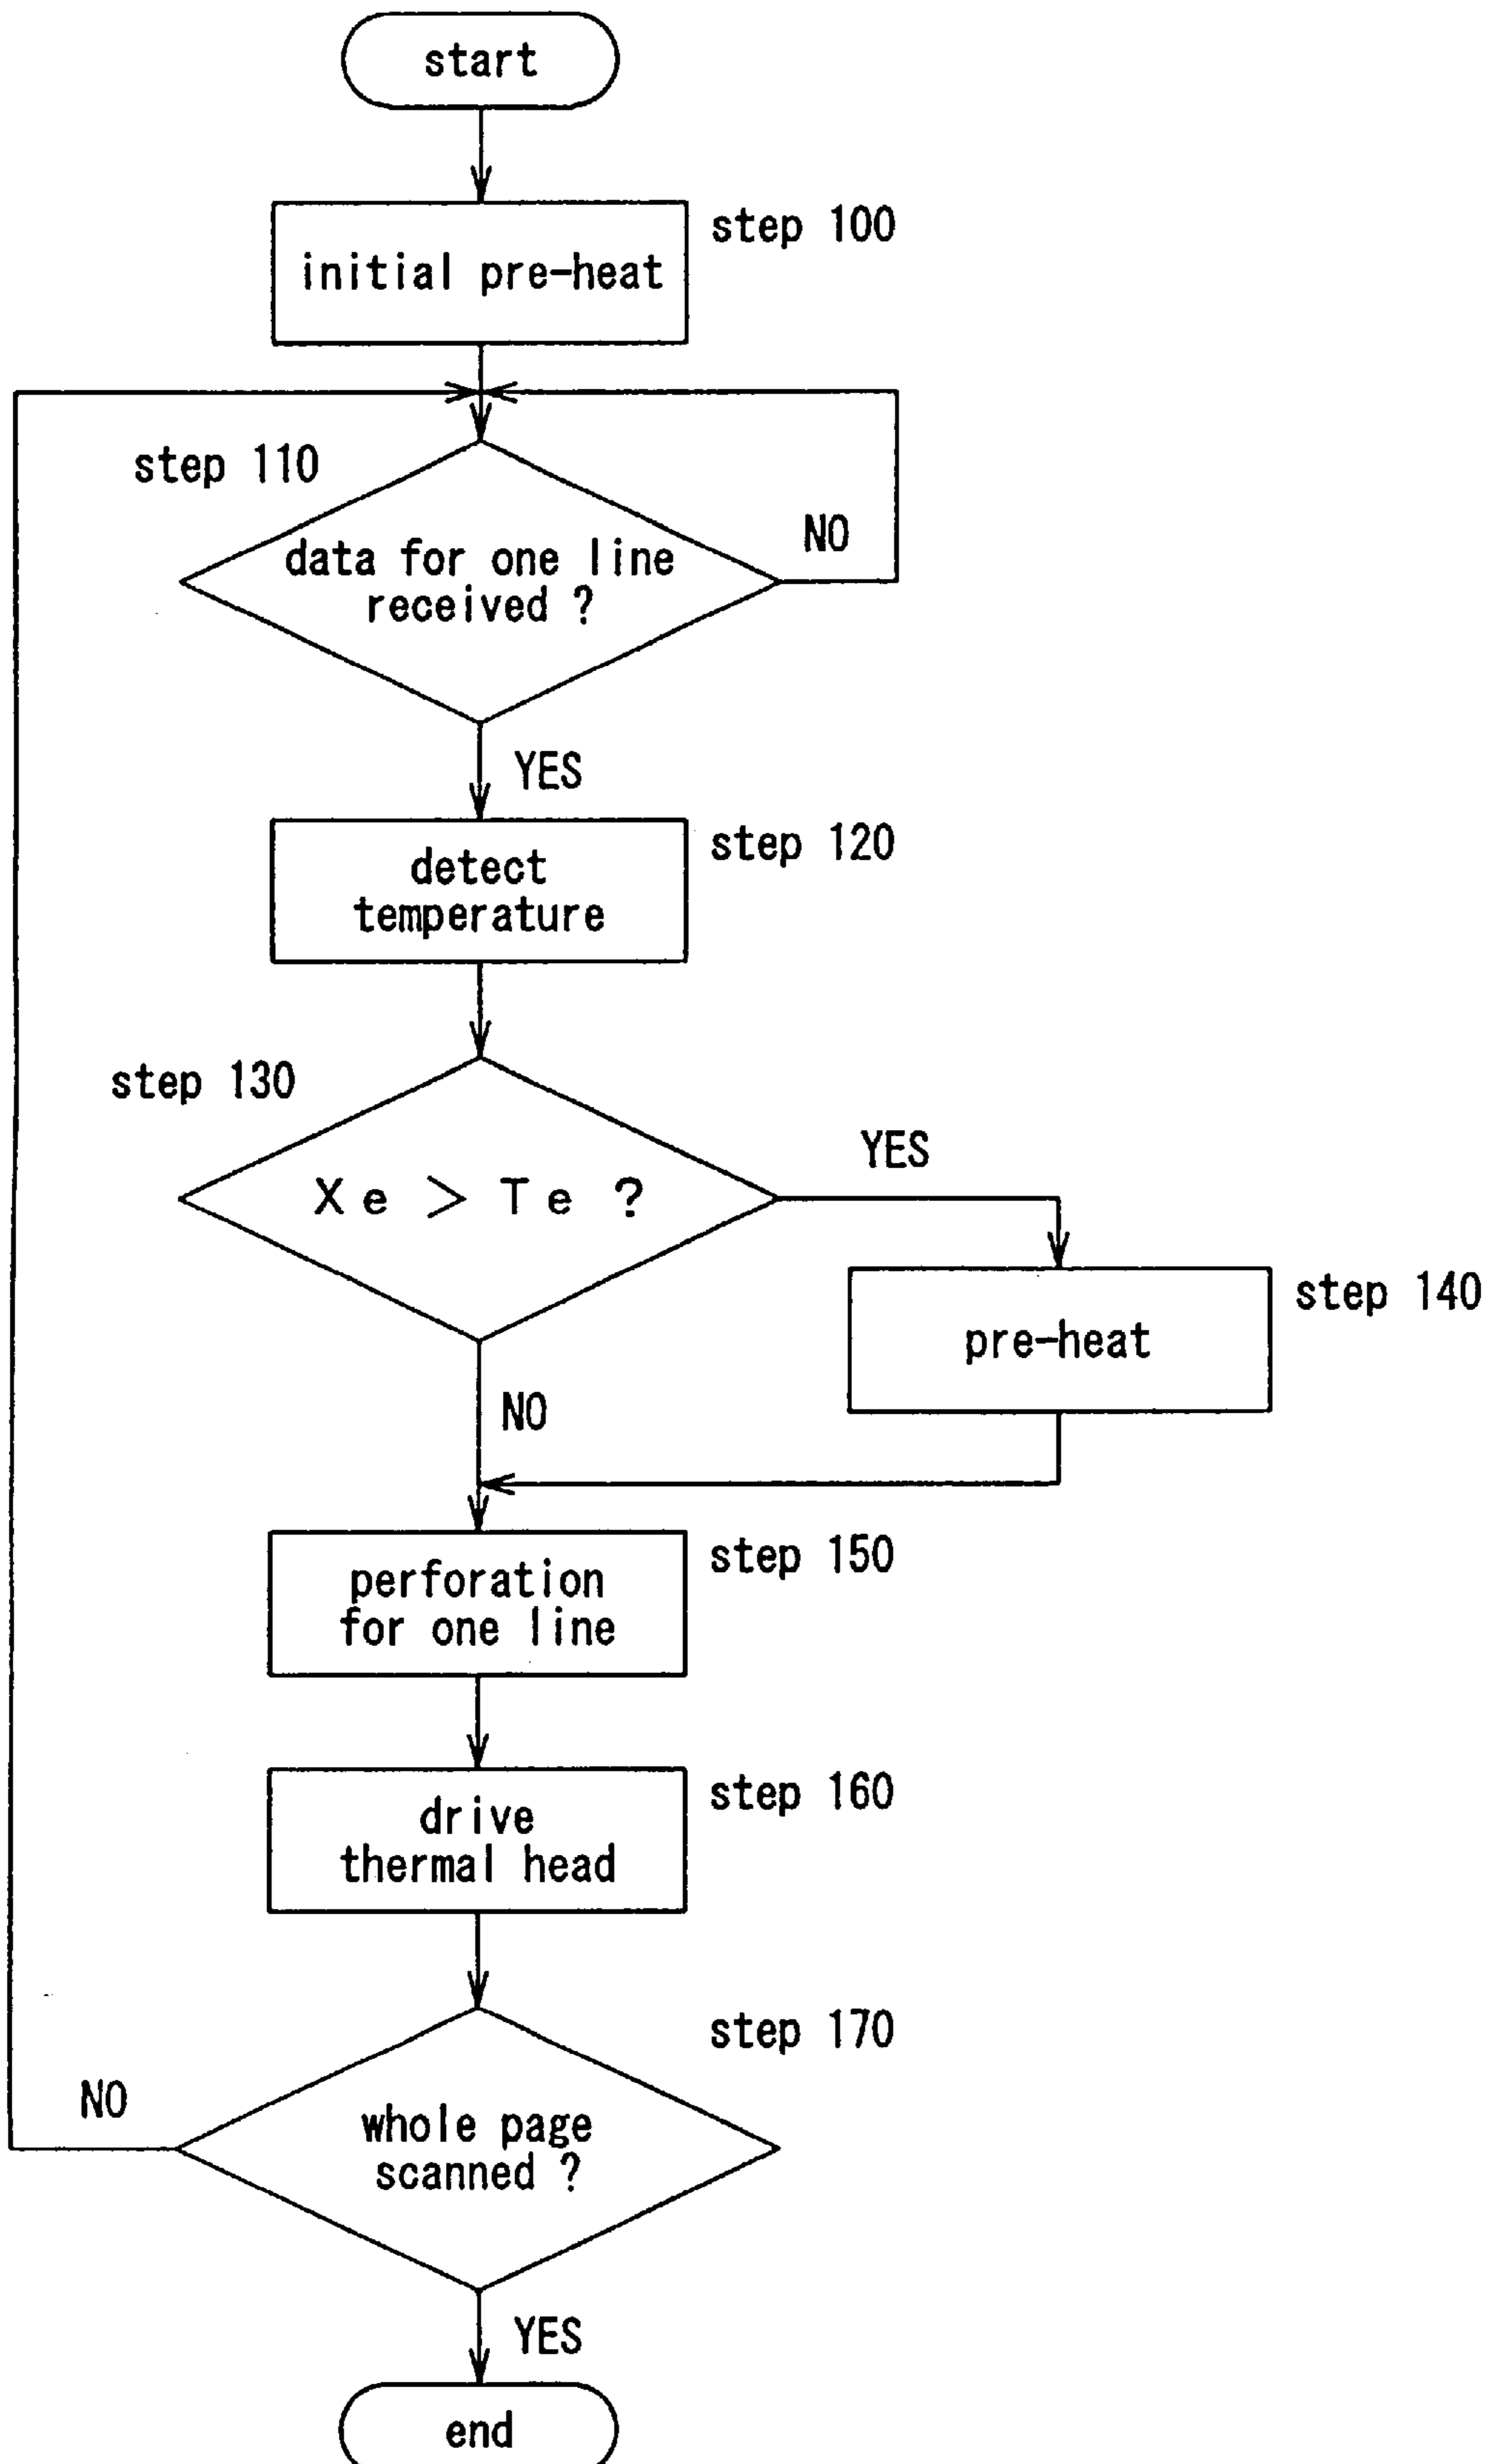 start
step 100
initial pre-heat
step 110
data for one line
received ?
NO
YES
step 120
detect
temperature
step 130
Xe > Te ?
YES
step 140
pre-heat
NO
step 150
perforation
for one line
step 160
drive
thermal head
step 170
NO
whole page
scanned ?
YES
end